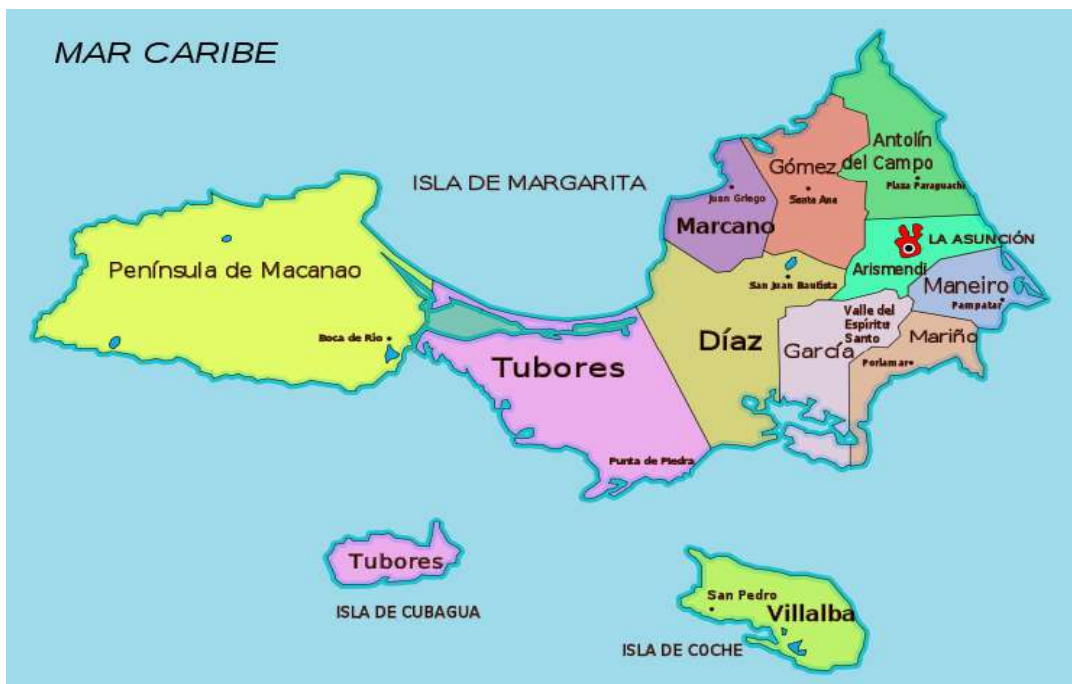 MAR CARIBE
ISLA DE MARGARITA
Antolín
del Campo
Plaza Paraguachi
Gómez
Santa Ana
Juan Griego
Marcano
LA ASUNCIÓN
Arismendi
Península de Macanao
Boca de Río
San Juan Bautista
Maneiro
Pampatar
Valle del
Espíritu
Santo
Díaz
García
Mariño
Porlamar
Tubores
Punta de Piedra
Tubores
ISLA DE CUBAGUA
San Pedro
Villalba
ISLA DE COCHE